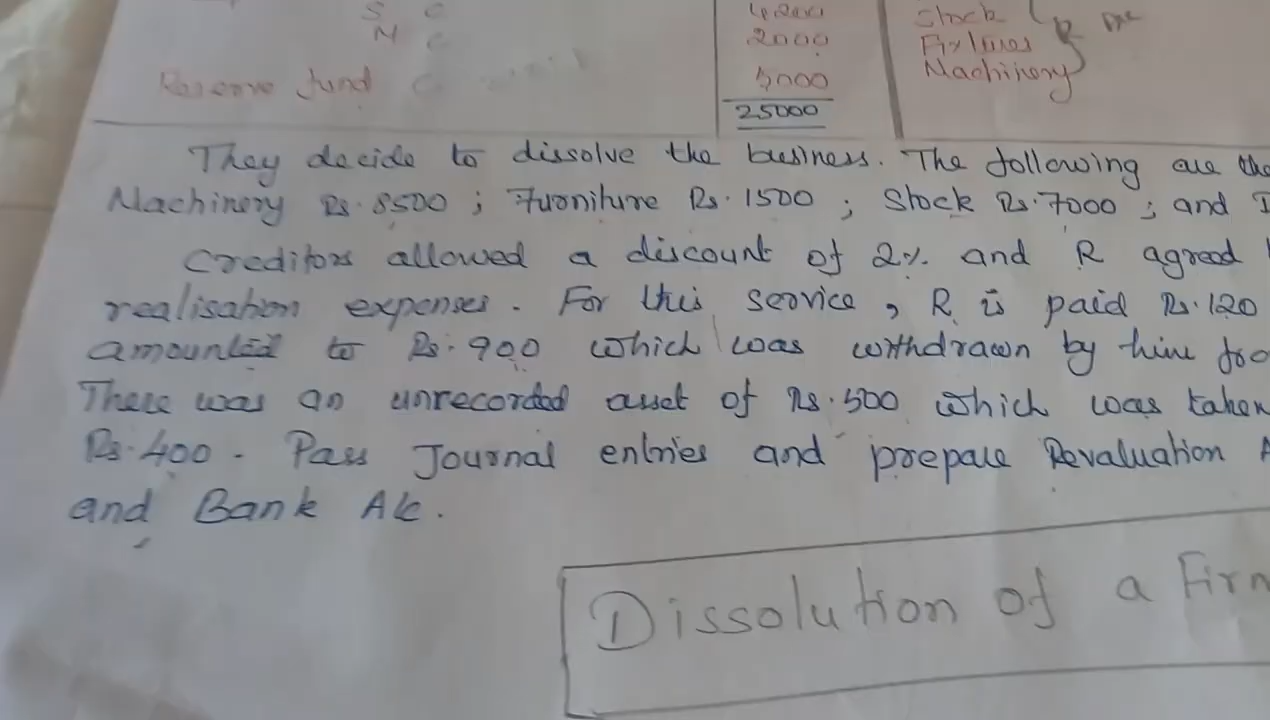 S C 4200 Stock
N C 2000 Fixtures R
Reserve fund C 5000 Machinery
25000
They decide to dissolve the business. The following are the
Machinery Rs. 8500 ; Furniture Rs. 1500 ; Stock Rs. 7000 ; and
Creditors allowed a discount of 2% and R agreed
realisation expenses. For this service, R is paid Rs. 120
amounted to Rs. 900 which was withdrawn by him fro
There was an unrecorded asset of Rs. 500 which was taken
Rs. 400. Pass Journal entries and prepare Revaluation A
and Bank A/c.
Dissolution of a Firm